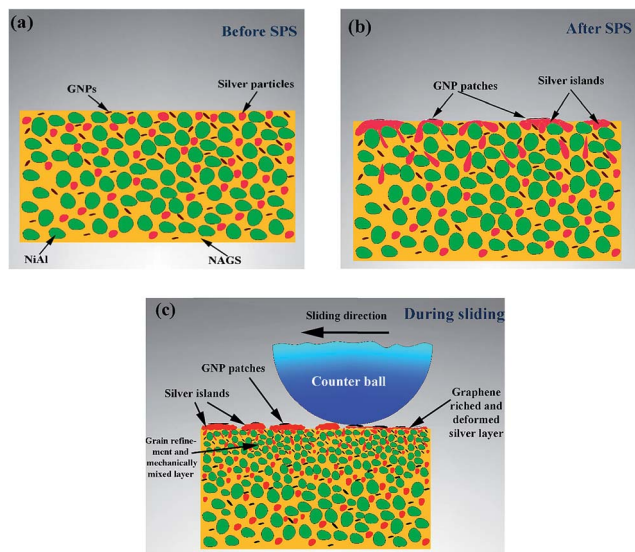 (a)
Before SPS
GNPs
Silver particles
NiAl
NAGS
(b)
After SPS
GNP patches
Silver islands
(c)
During sliding
Sliding direction
GNP patches
Counter ball
Silver islands
Graphene
riched and
deformed
silver layer
Grain refine-
ment and
mechanically
mixed layer